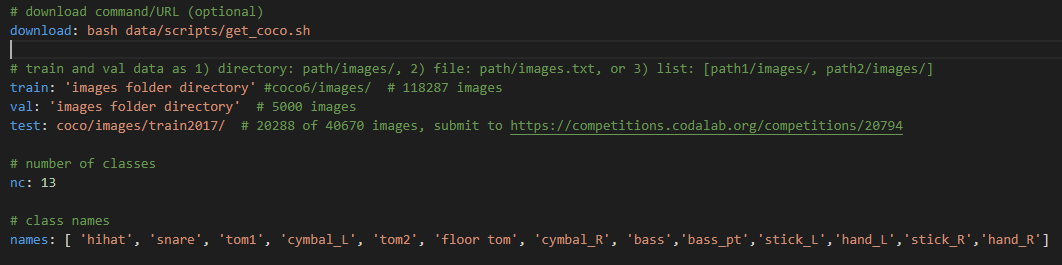 # download command/URL (optional)
download: bash data/scripts/get_coco.sh
# train and val data as 1) directory: path/images/, 2) file: path/images.txt, or 3) list: [path1/images/, path2/images/]
train: 'images folder directory' #coco6/images/  # 118287 images
val: 'images folder directory'  # 5000 images
test: coco/images/train2017/  # 20288 of 40670 images, submit to https://competitions.codalab.org/competitions/20794
# number of classes
nc: 13
# class names
names: [ 'hihat', 'snare', 'tom1', 'cymbal_L', 'tom2', 'floor tom', 'cymbal_R', 'bass','bass_pt','stick_L','hand_L','stick_R','hand_R']